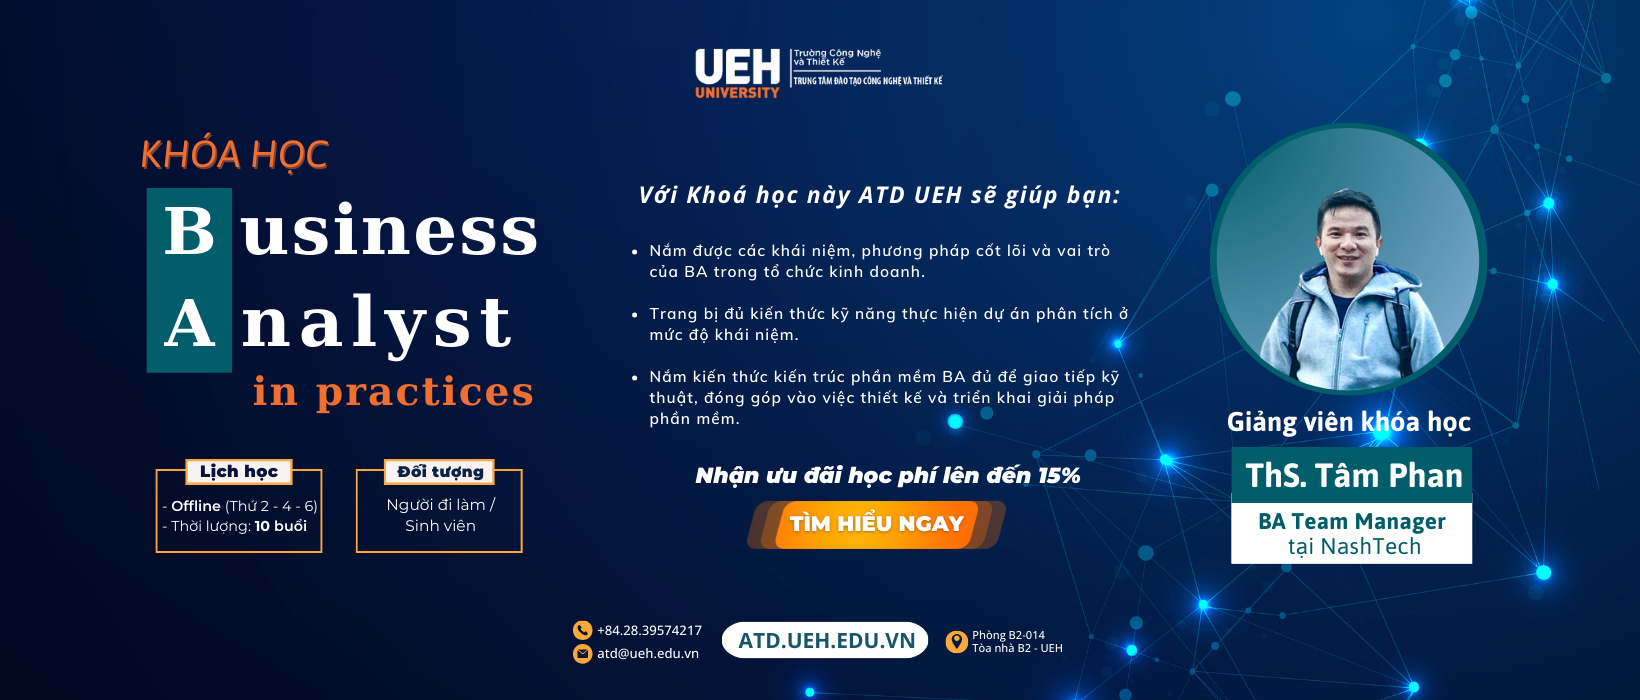 UEH
UNIVERSITY
Trường Công Nghệ
và Thiết Kế
TRUNG TÂM ĐÀO TẠO CÔNG NGHỆ VÀ THIẾT KẾ
KHÓA HỌC
Business
Analyst
in practices
Lịch học
- Offline (Thứ 2 - 4 - 6)
- Thời lượng: 10 buổi
Đối tượng
Người đi làm /
Sinh viên
Với Khoá học này ATD UEH sẽ giúp bạn:
• Nắm được các khái niệm, phương pháp cốt lõi và vai trò
của BA trong tổ chức kinh doanh.
• Trang bị đủ kiến thức kỹ năng thực hiện dự án phân tích ở
mức độ khái niệm.
• Nắm kiến thức kiến trúc phần mềm BA đủ để giao tiếp kỹ
thuật, đóng góp vào việc thiết kế và triển khai giải pháp
phần mềm.
Nhận ưu đãi học phí lên đến 15%
TÌM HIỂU NGAY
Giảng viên khóa học
ThS. Tâm Phan
BA Team Manager
tại NashTech
+84.28.39574217
atd@ueh.edu.vn
ATD.UEH.EDU.VN
Phòng B2-014
Tòa nhà B2 - UEH